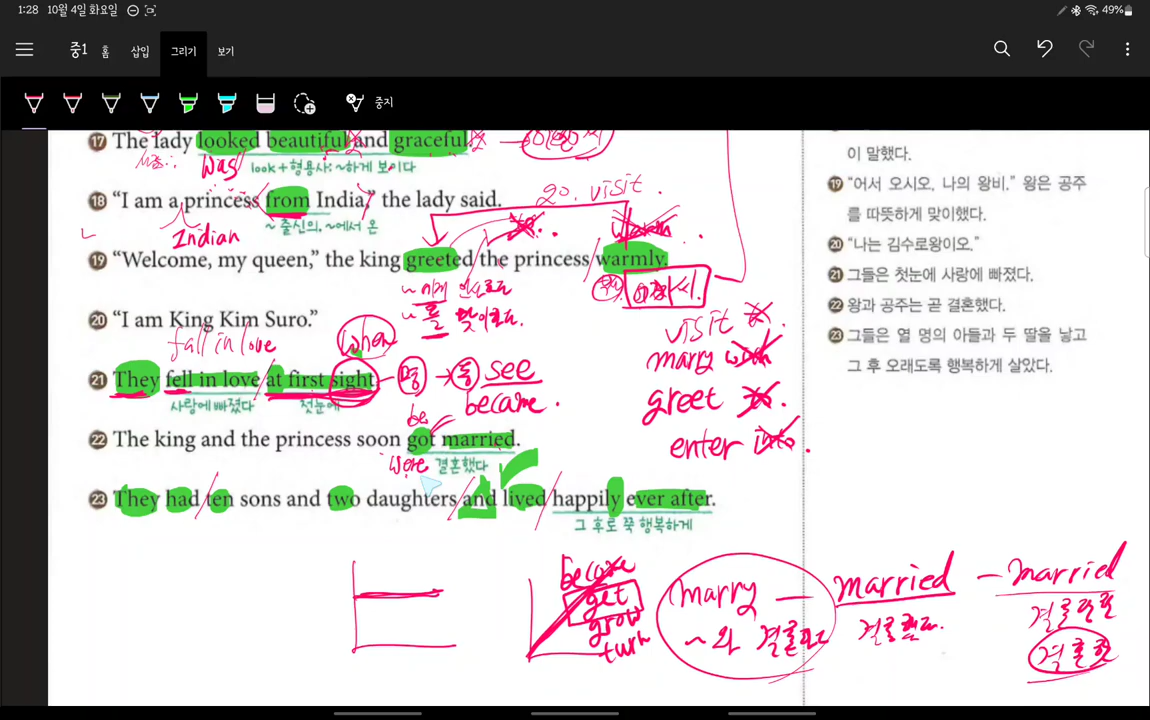 1:28 10월 4일 화요일 49%
중1 홈 삽입 그리기 보기
중지
⑰ The lady looked beautiful and graceful.
was look+형용사: ~하게 보이다
이 말했다.
20. visit.
⑱ “I am a princess from India,” the lady said.
Indian ~출신의, ~에서 온
⑲ “어서 오시오, 나의 왕비.” 왕은 공주
를 따뜻하게 맞이했다.
⑲ “Welcome, my queen,” the king greeted the princess warmly.
~를 맞이하다.
⑳ “나는 김수로왕이오.”
㉑ 그들은 첫눈에 사랑에 빠졌다.
㉒ 왕과 공주는 곧 결혼했다.
㉓ 그들은 열 명의 아들과 두 딸을 낳고
그 후 오래도록 행복하게 살았다.
⑳ “I am King Kim Suro.”
fall in love when
visit
marry with
greet
enter into.
㉑ They fell in love at first sight. 명 → 동 see
사랑에 빠졌다 첫눈에
became.
be
㉒ The king and the princess soon got married.
were 결혼했다
㉓ They had ten sons and two daughters and lived happily ever after.
그 후로 쭉 행복하게
become
get
grow
turn
marry — married — married
~와 결혼하다 결혼했다. 결혼한